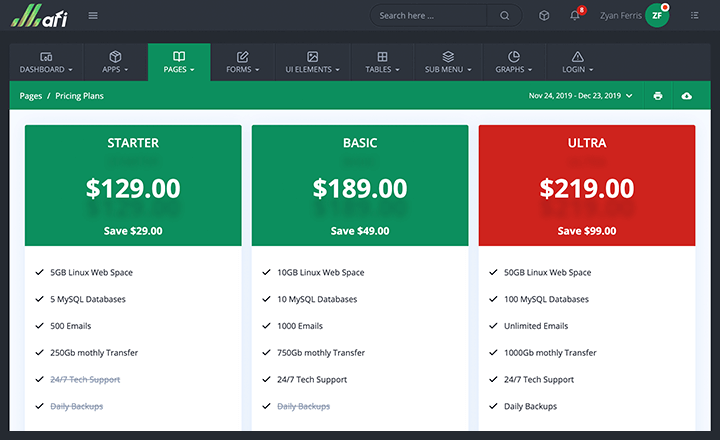 afi
Search here ...
8
Zyan Ferris
ZF
DASHBOARD
APPS
PAGES
FORMS
UI ELEMENTS
TABLES
SUB MENU
GRAPHS
LOGIN
Pages / Pricing Plans
Nov 24, 2019 - Dec 23, 2019
STARTER
$129.00
Save $29.00
5GB Linux Web Space
5 MySQL Databases
500 Emails
250Gb mothly Transfer
24/7 Tech Support
Daily Backups
BASIC
$189.00
Save $49.00
10GB Linux Web Space
10 MySQL Databases
1000 Emails
750Gb mothly Transfer
24/7 Tech Support
Daily Backups
ULTRA
$219.00
Save $99.00
50GB Linux Web Space
100 MySQL Databases
Unlimited Emails
1000Gb mothly Transfer
24/7 Tech Support
Daily Backups